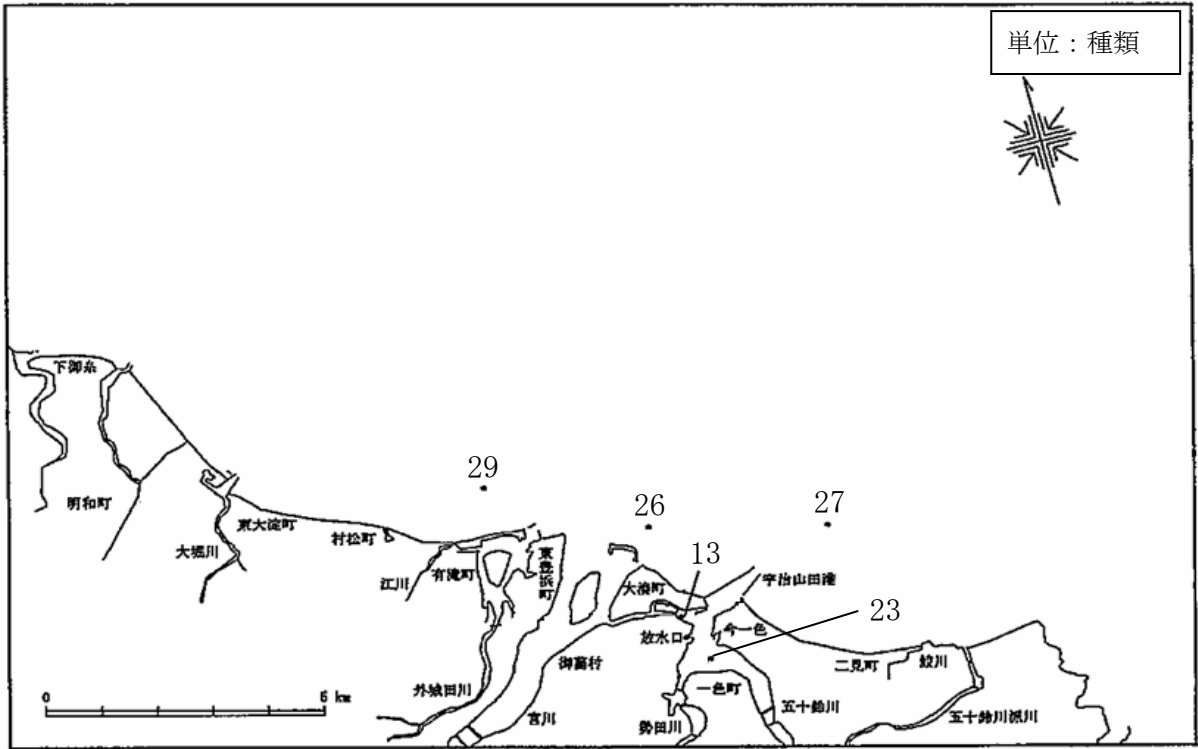 単位：種類
下御糸
29
明和町
26
27
東大淀町
村松町
大堀川
江川
有滝町
東豊浜町
13
大湊町
宇治山田港
23
放水口
今一色
御薗村
二見町
外城田川
一色町
宮川
勢田川
五十鈴川
五十鈴川派川
0
6 km